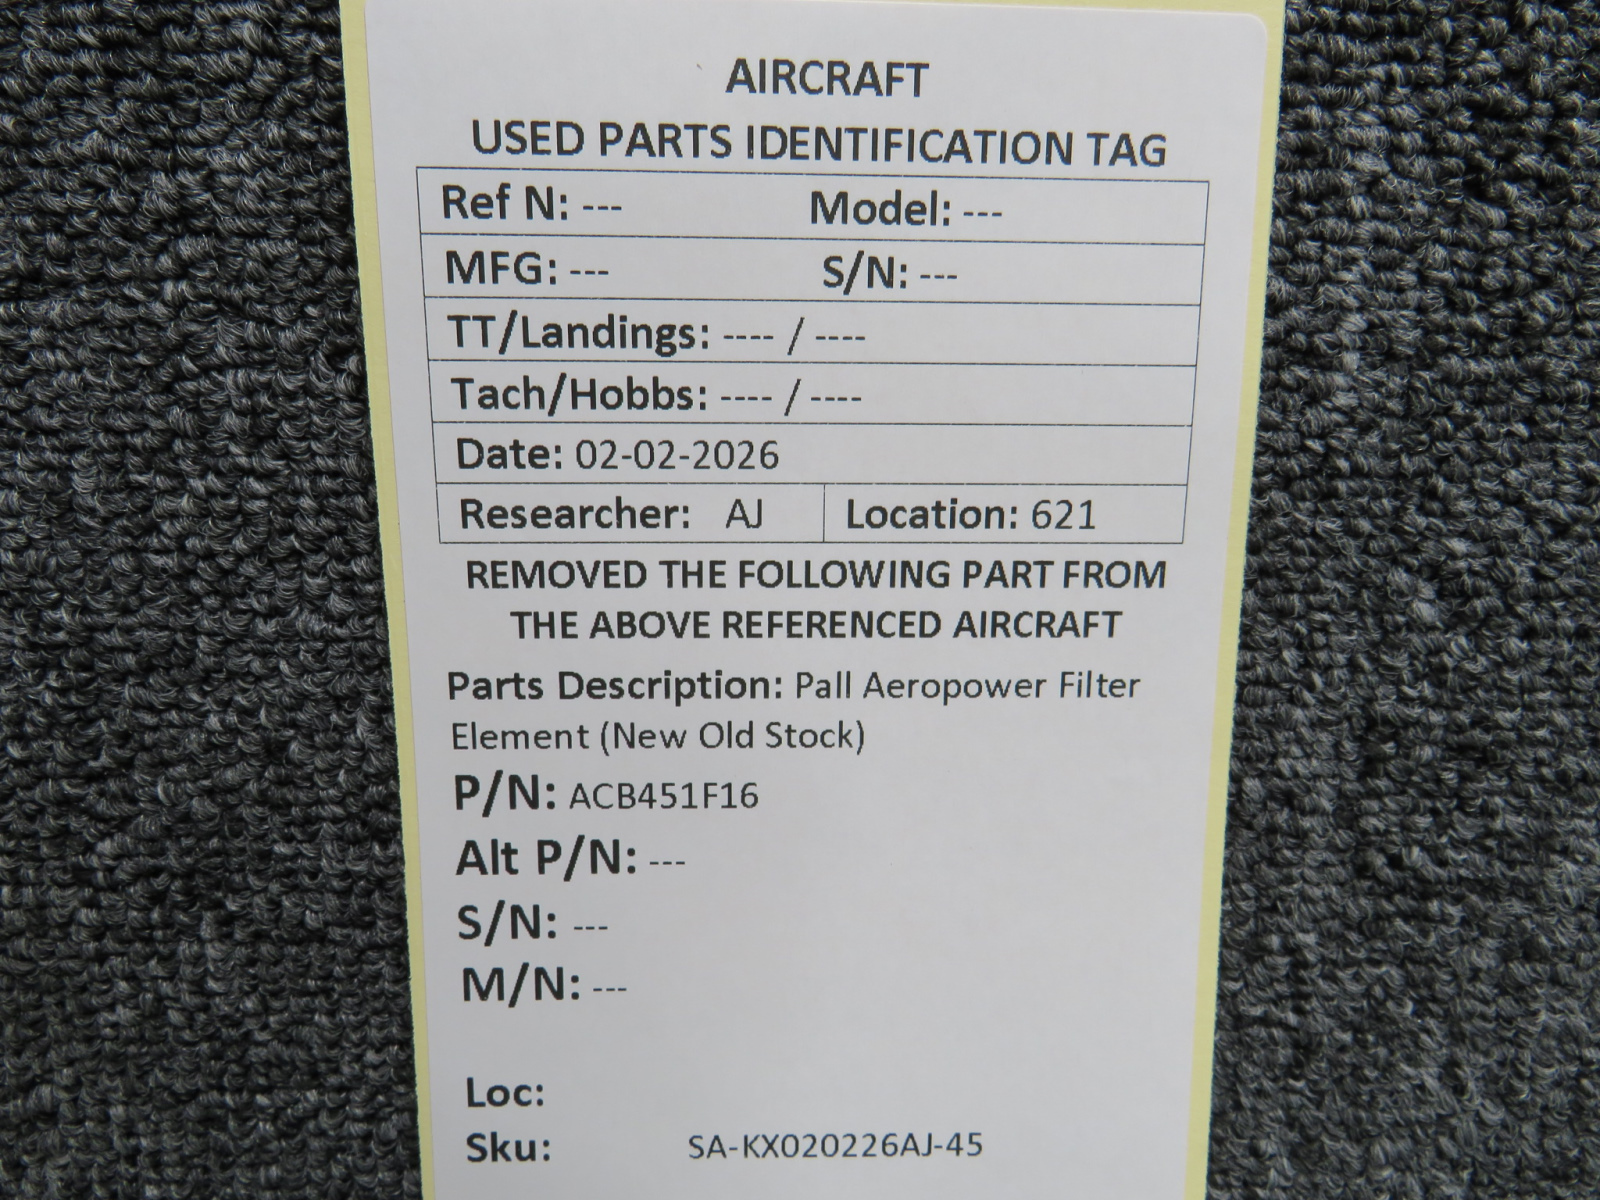 AIRCRAFT
USED PARTS IDENTIFICATION TAG
Ref N: --- Model: ---
MFG: --- S/N: ---
TT/Landings: ---- / ----
Tach/Hobbs: ---- / ----
Date: 02-02-2026
Researcher: AJ Location: 621
REMOVED THE FOLLOWING PART FROM
THE ABOVE REFERENCED AIRCRAFT
Parts Description: Pall Aeropower Filter
Element (New Old Stock)
P/N: ACB451F16
Alt P/N: ---
S/N: ---
M/N: ---
Loc:
Sku: SA-KX020226AJ-45